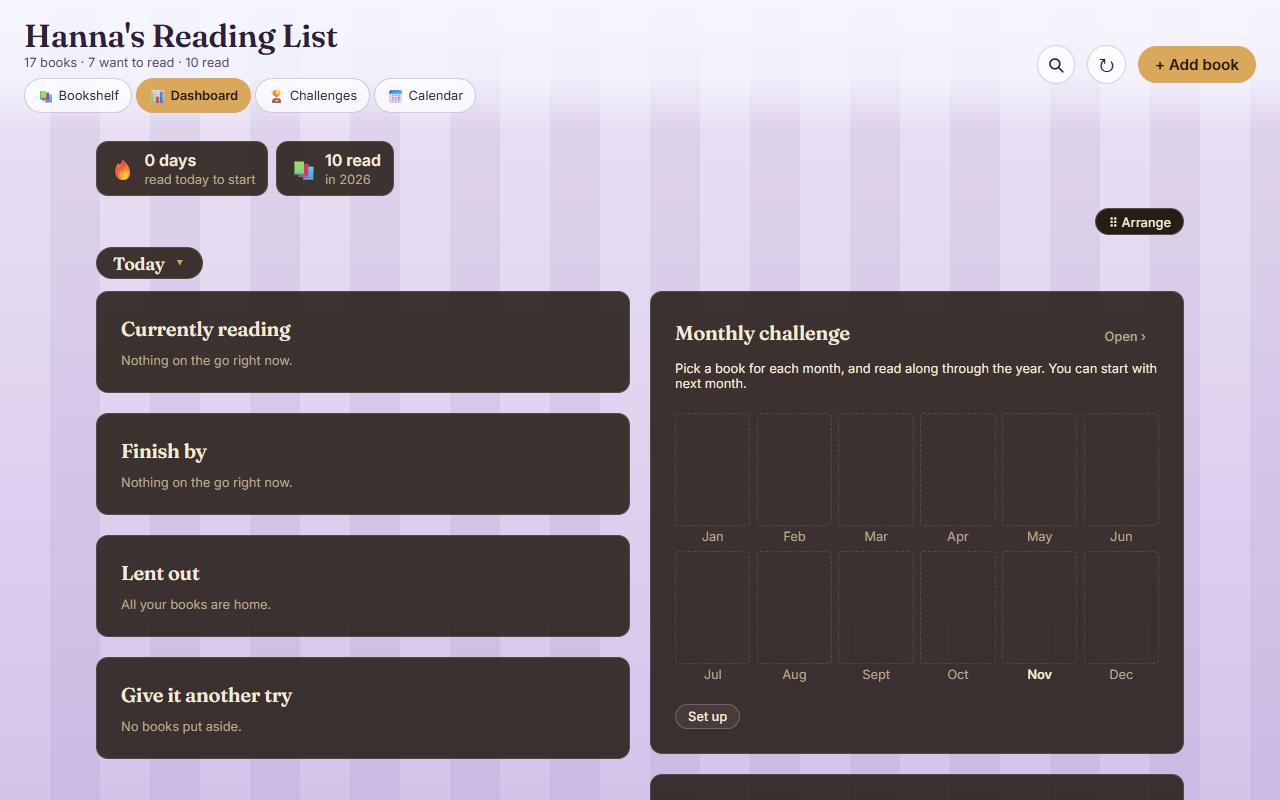 Hanna's Reading List
17 books · 7 want to read · 10 read
Bookshelf
Dashboard
Challenges
Calendar
+ Add book
0 days
read today to start
10 read
in 2026
Arrange
Today
Currently reading
Nothing on the go right now.
Finish by
Nothing on the go right now.
Lent out
All your books are home.
Give it another try
No books put aside.
Monthly challenge
Open ›
Pick a book for each month, and read along through the year. You can start with
next month.
Jan Feb Mar Apr May Jun
Jul Aug Sept Oct Nov Dec
Set up